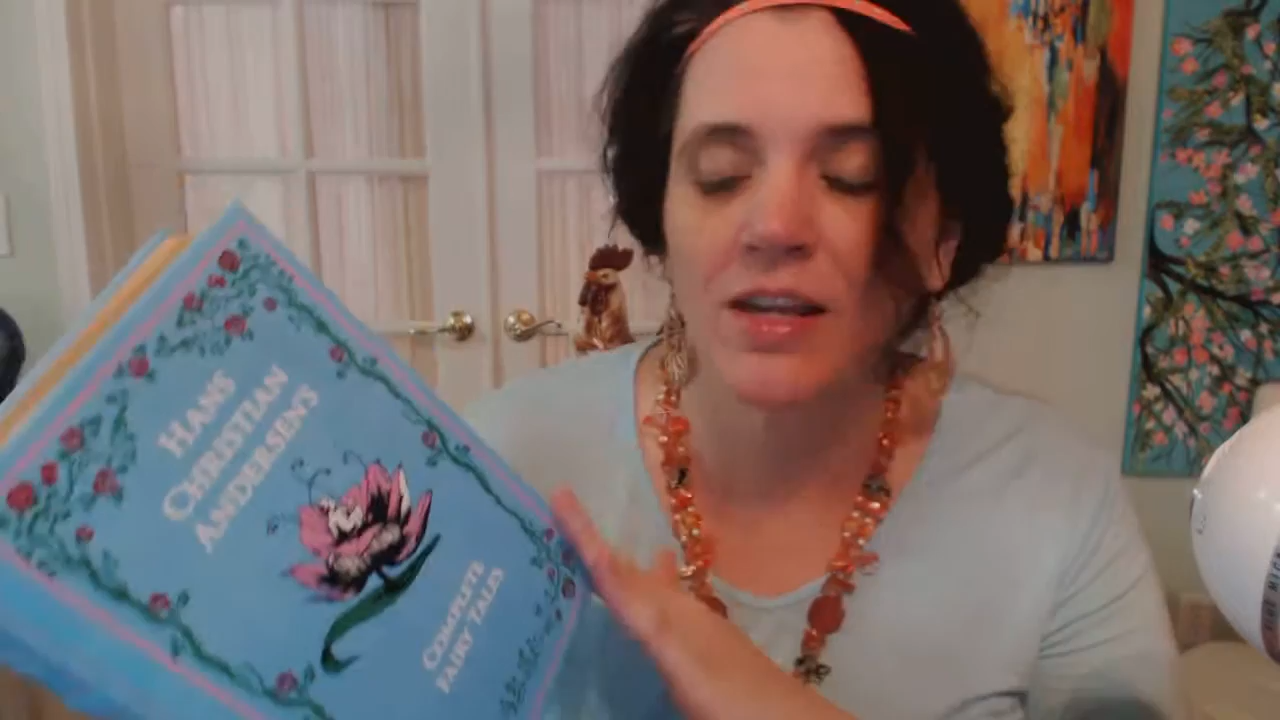 HANS
CHRISTIAN
ANDERSEN'S
COMPLETE
FAIRY TALES